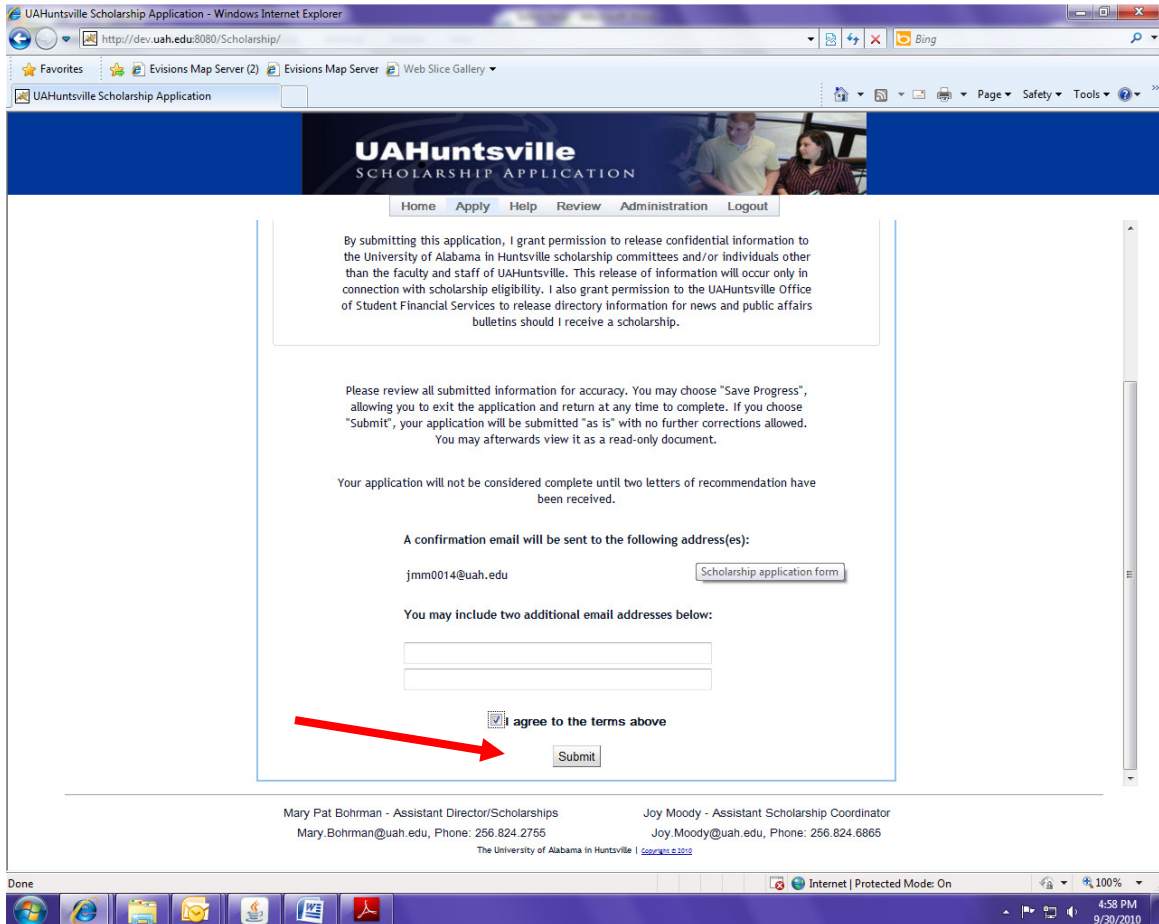 UAHuntsville Scholarship Application - Windows Internet Explorer
http://dev.uah.edu:8080/Scholarship/
Bing
Favorites
Evisions Map Server (2)
Evisions Map Server
Web Slice Gallery
UAHuntsville Scholarship Application
Page
Safety
Tools
UAHuntsville
SCHOLARSHIP APPLICATION
Home Apply Help Review Administration Logout
By submitting this application, I grant permission to release confidential information to
the University of Alabama in Huntsville scholarship committees and/or individuals other
than the faculty and staff of UAHuntsville. This release of information will occur only in
connection with scholarship eligibility. I also grant permission to the UAHuntsville Office
of Student Financial Services to release directory information for news and public affairs
bulletins should I receive a scholarship.
Please review all submitted information for accuracy. You may choose "Save Progress",
allowing you to exit the application and return at any time to complete. If you choose
"Submit", your application will be submitted "as is" with no further corrections allowed.
You may afterwards view it as a read-only document.
Your application will not be considered complete until two letters of recommendation have
been received.
A confirmation email will be sent to the following address(es):
jmm0014@uah.edu
Scholarship application form
You may include two additional email addresses below:
I agree to the terms above
Submit
Mary Pat Bohrman - Assistant Director/Scholarships
Mary.Bohrman@uah.edu, Phone: 256.824.2755
Joy Moody - Assistant Scholarship Coordinator
Joy.Moody@uah.edu, Phone: 256.824.6865
The University of Alabama in Huntsville | Copyright © 2010
Done
Internet | Protected Mode: On
100%
4:58 PM
9/30/2010